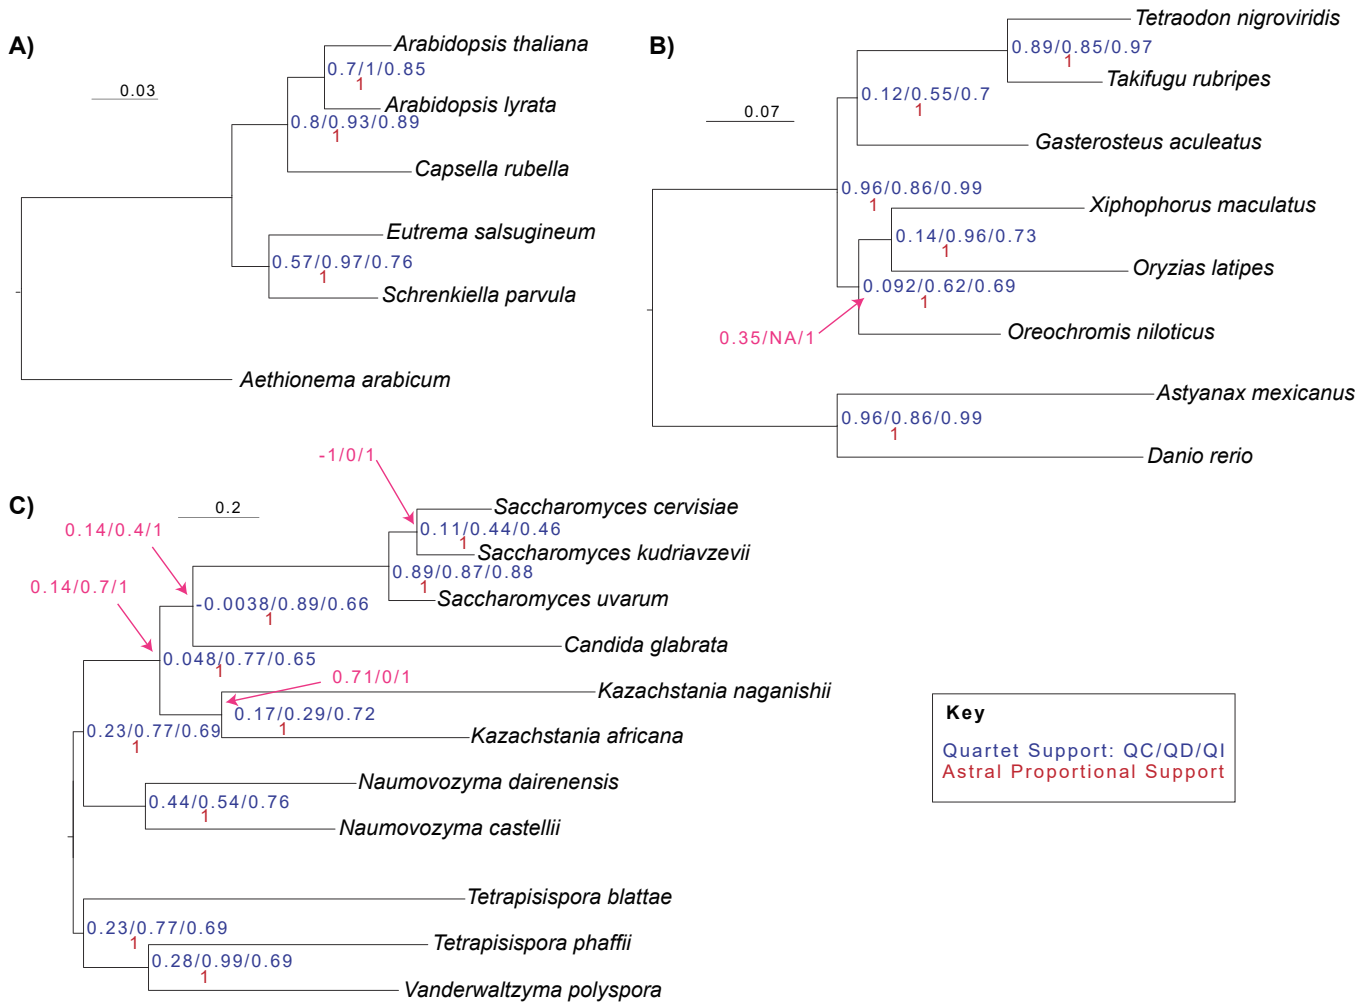 A)
0.03
Arabidopsis thaliana
0.7/1/0.85
1
Arabidopsis lyrata
0.8/0.93/0.89
1
Capsella rubella
Eutrema salsugineum
0.57/0.97/0.76
1
Schrenkiella parvula
Aethionema arabicum
B)
0.07
Tetraodon nigroviridis
0.89/0.85/0.97
1
Takifugu rubripes
0.12/0.55/0.7
1
Gasterosteus aculeatus
0.96/0.86/0.99
1
Xiphophorus maculatus
0.14/0.96/0.73
1
Oryzias latipes
0.092/0.62/0.69
1
0.35/NA/1
Oreochromis niloticus
Astyanax mexicanus
0.96/0.86/0.99
1
Danio rerio
C)
0.2
-1/0/1
Saccharomyces cervisiae
0.11/0.44/0.46
1
0.14/0.4/1
Saccharomyces kudriavzevii
0.89/0.87/0.88
1
0.14/0.7/1
Saccharomyces uvarum
-0.0038/0.89/0.66
1
Candida glabrata
0.048/0.77/0.65
1
0.71/0/1
Kazachstania naganishii
0.17/0.29/0.72
1
0.23/0.77/0.69
1
Kazachstania africana
Naumovozyma dairenensis
0.44/0.54/0.76
1
Naumovozyma castellii
Tetrapisispora blattae
0.23/0.77/0.69
1
Tetrapisispora phaffii
0.28/0.99/0.69
1
Vanderwaltzyma polyspora
Key
Quartet Support: QC/QD/QI
Astral Proportional Support